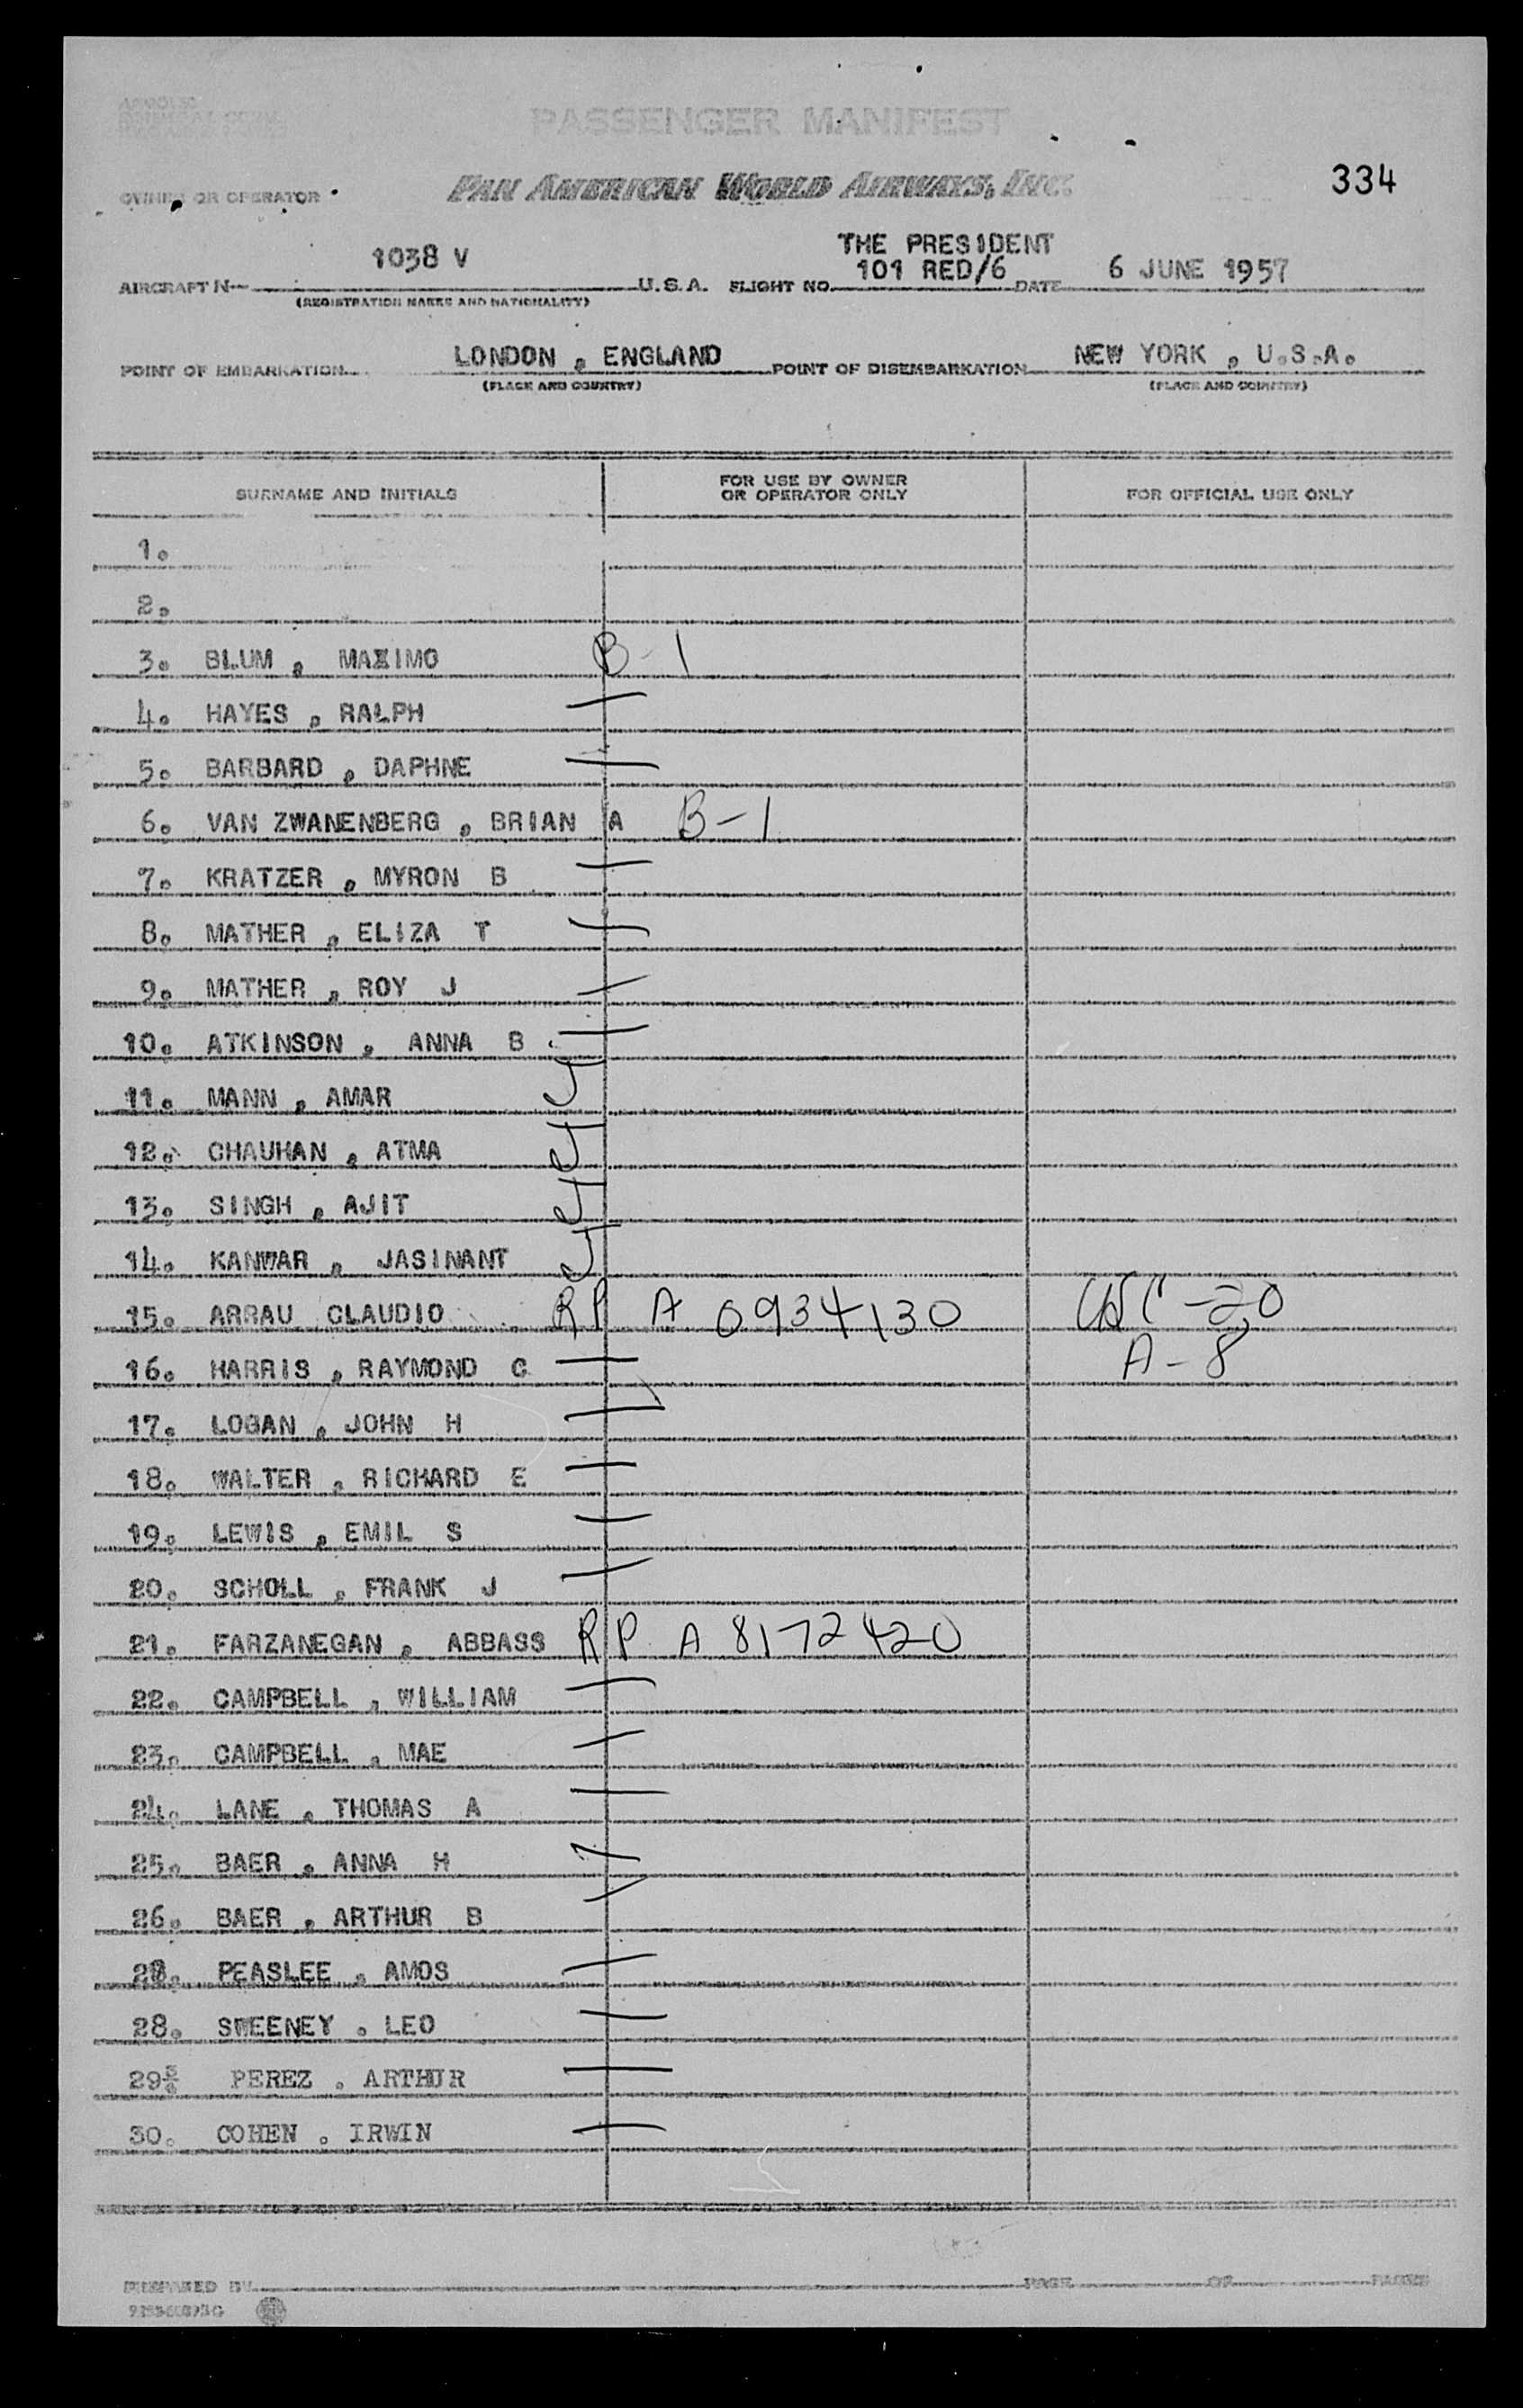 PASSENGER MANIFEST
OWNER OR OPERATOR PAN AMERICAN WORLD AIRWAYS, INC. 334
THE PRESIDENT
AIRCRAFT N- 1038 V U.S.A. FLIGHT NO. 101 RED/6 DATE 6 JUNE 1957
(REGISTRATION MARKS AND NATIONALITY)
POINT OF EMBARKATION LONDON , ENGLAND POINT OF DISEMBARKATION NEW YORK , U.S.A.
(PLACE AND COUNTRY) (PLACE AND COUNTRY)
SURNAME AND INITIALS FOR USE BY OWNER OR OPERATOR ONLY FOR OFFICIAL USE ONLY
1.
2.
3. BLUM , MAXIMO B-1
4. HAYES , RALPH
5. BARBARD , DAPHNE
6. VAN ZWANENBERG , BRIAN A B-1
7. KRATZER , MYRON B
8. MATHER , ELIZA T
9. MATHER , ROY J
10. ATKINSON , ANNA B
11. MANN , AMAR
12. CHAUHAN , ATMA
13. SINGH , AJIT
14. KANWAR , JASINANT
15. ARRAU CLAUDIO RP A 6934130 -20
16. HARRIS , RAYMOND C A-8
17. LOGAN , JOHN H
18. WALTER , RICHARD E
19. LEWIS , EMIL S
20. SCHOLL , FRANK J
21. FARZANEGAN , ABBASS RP A 8172420
22. CAMPBELL , WILLIAM
23. CAMPBELL , MAE
24. LANE , THOMAS A
25. BAER , ANNA H
26. BAER , ARTHUR B
27. PEASLEE , AMOS
28. SWEENEY , LEO
29. PEREZ , ARTHUR
30. COHEN , IRWIN
PREPARED BY PAGE OF PAGES